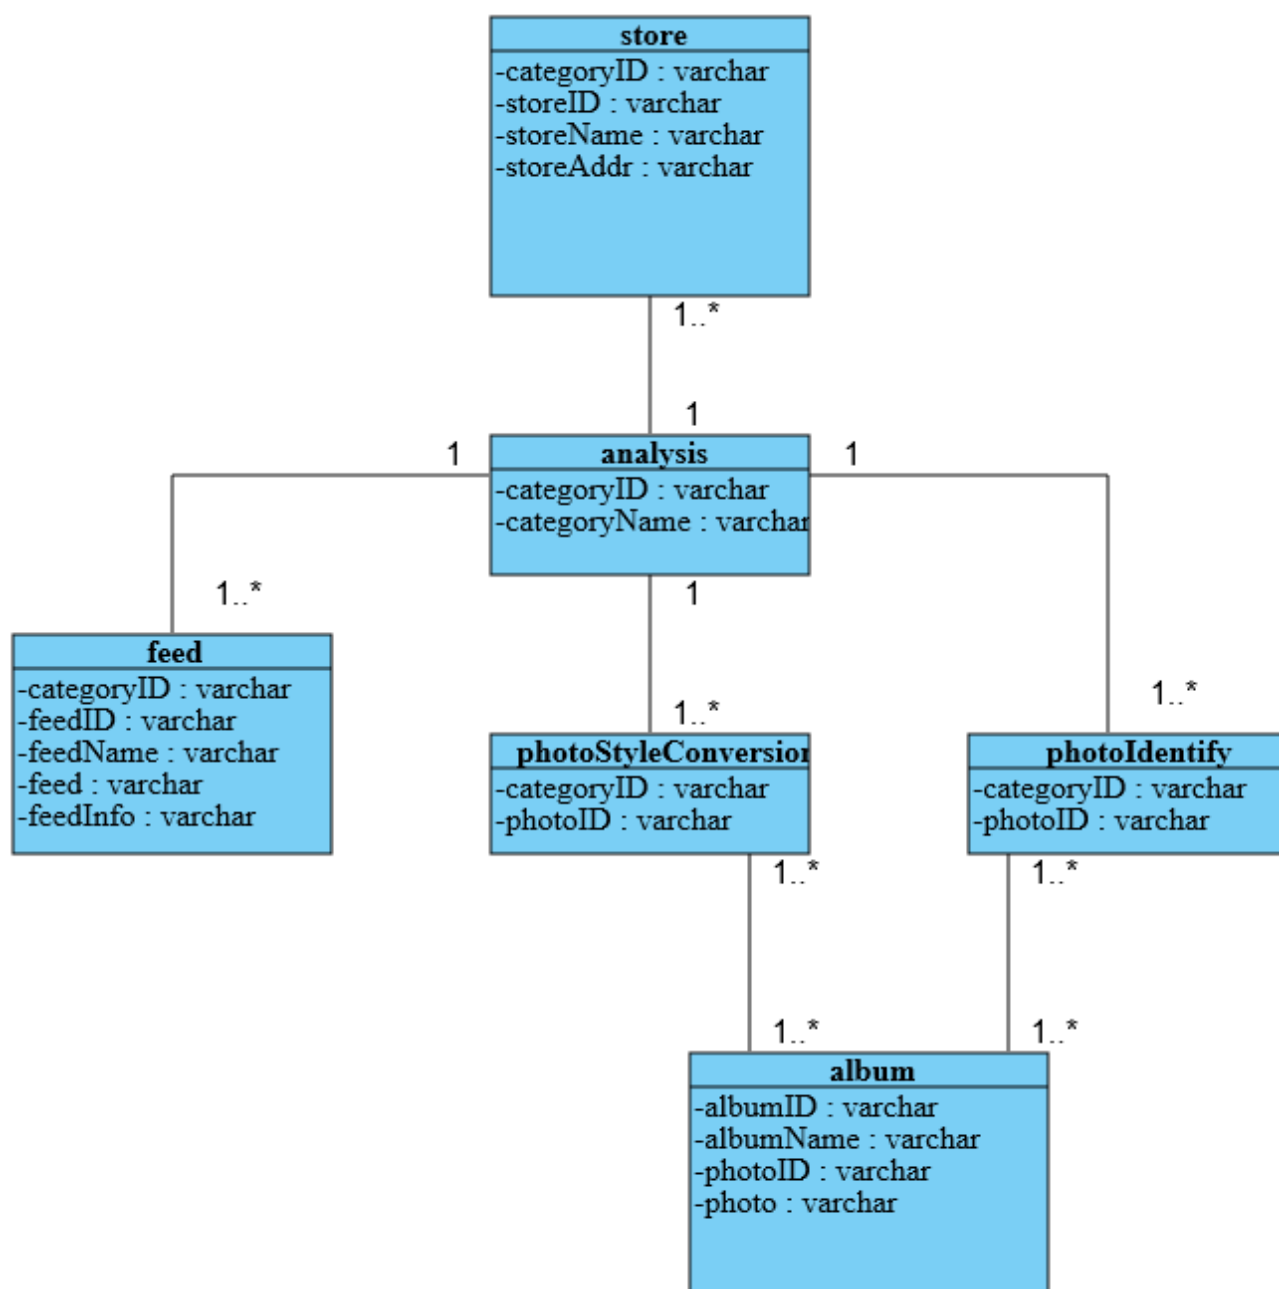 store
-categoryID : varchar
-storeID : varchar
-storeName : varchar
-storeAddr : varchar
1..*
1
1
1
analysis
-categoryID : varchar
-categoryName : varchar
1
1..*
feed
-categoryID : varchar
-feedID : varchar
-feedName : varchar
-feed : varchar
-feedInfo : varchar
1..*
photoStyleConversion
-categoryID : varchar
-photoID : varchar
1..*
1..*
photoIdentify
-categoryID : varchar
-photoID : varchar
1..*
1..*
1..*
album
-albumID : varchar
-albumName : varchar
-photoID : varchar
-photo : varchar